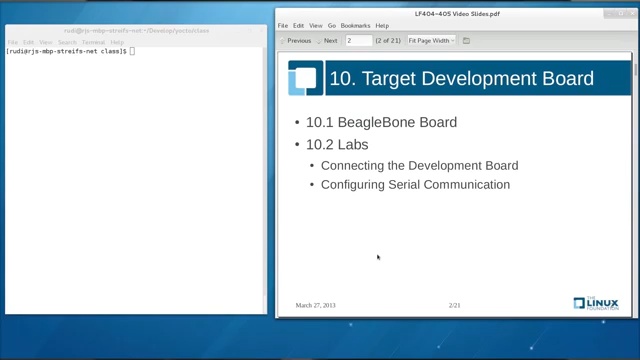 rudi@rjs-mbp-streifs-net:~/Develop/yocto/class
File Edit View Search Terminal Help
[rudi@rjs-mbp-streifs-net class]$
LF404-405 Video Slides.pdf
File Edit View Go Bookmarks Help
Previous Next 2 (2 of 21) Fit Page Width
10. Target Development Board
• 10.1 BeagleBone Board
• 10.2 Labs
• Connecting the Development Board
• Configuring Serial Communication
March 27, 2013 2/21
THE LINUX FOUNDATION